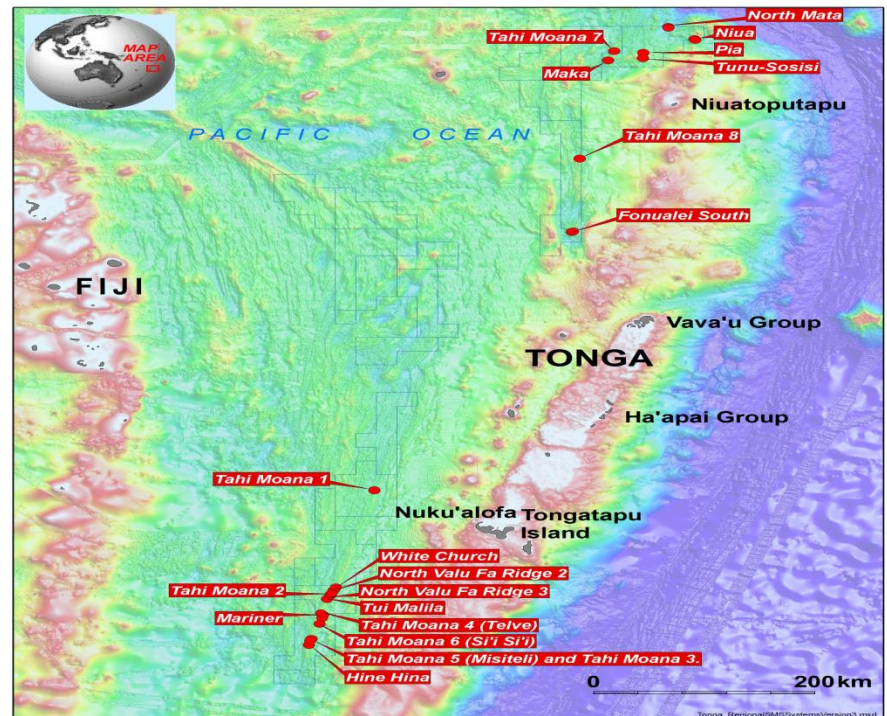 MAP
AREA
North Mata
Niua
Tahi Moana 7
Pia
Maka
Tunu-Sosisi
Niuatoputapu
PACIFIC OCEAN
Tahi Moana 8
Fonualei South
FIJI
Vava'u Group
TONGA
Ha'apai Group
Tahi Moana 1
Nuku'alofa
Tongatapu
Island
White Church
North Valu Fa Ridge 2
Tahi Moana 2
North Valu Fa Ridge 3
Tui Malila
Mariner
Tahi Moana 4 (Telve)
Tahi Moana 6 (Si'i Si'i)
Tahi Moana 5 (Misiteli) and Tahi Moana 3.
Hine Hina
0 200 km
Tonga_RegionalSMSSystemsVersion3.mxd